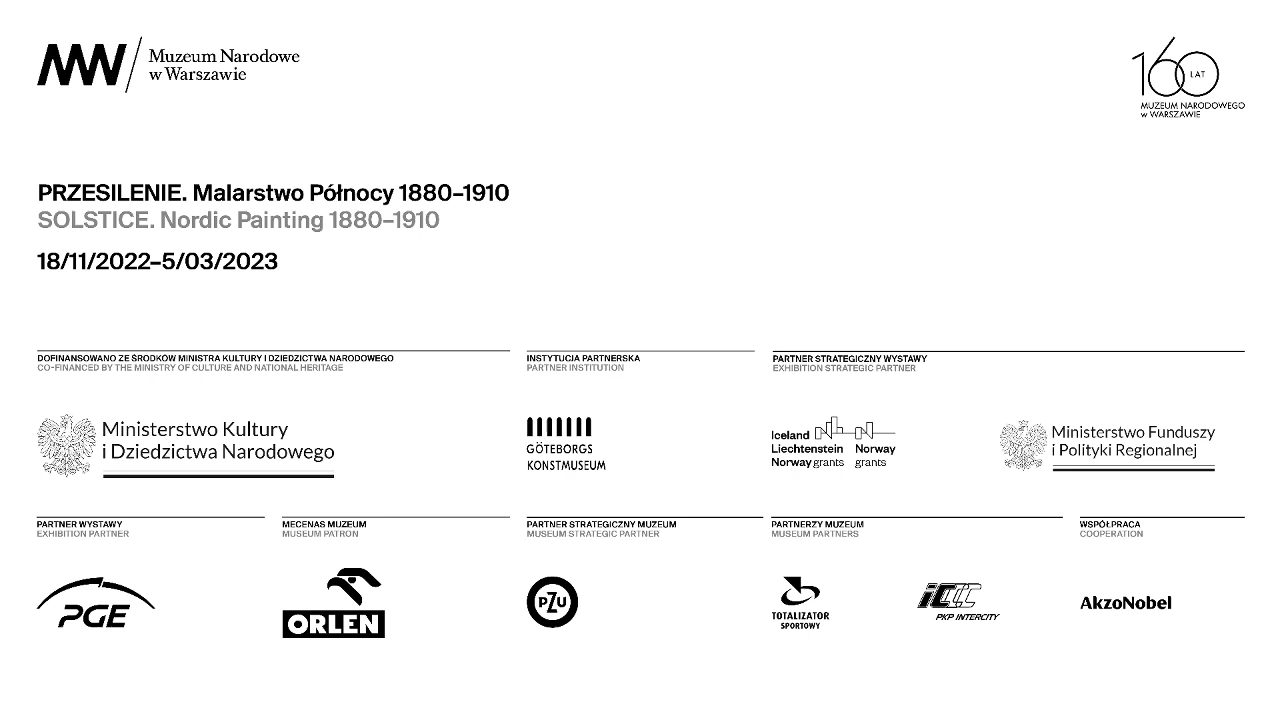 MW
Muzeum Narodowe
w Warszawie
160
LAT
MUZEUM NARODOWEGO
w WARSZAWIE
PRZESILENIE. Malarstwo Północy 1880–1910
SOLSTICE. Nordic Painting 1880–1910
18/11/2022–5/03/2023
DOFINANSOWANO ZE ŚRODKÓW MINISTRA KULTURY I DZIEDZICTWA NARODOWEGO
CO-FINANCED BY THE MINISTRY OF CULTURE AND NATIONAL HERITAGE
Ministerstwo Kultury
i Dziedzictwa Narodowego
INSTYTUCJA PARTNERSKA
PARTNER INSTITUTION
GÖTEBORGS
KONSTMUSEUM
PARTNER STRATEGICZNY WYSTAWY
EXHIBITION STRATEGIC PARTNER
Iceland
Liechtenstein
Norway grants
Norway
grants
Ministerstwo Funduszy
i Polityki Regionalnej
PARTNER WYSTAWY
EXHIBITION PARTNER
PGE
MECENAS MUZEUM
MUSEUM PATRON
ORLEN
PARTNER STRATEGICZNY MUZEUM
MUSEUM STRATEGIC PARTNER
PZU
PARTNERZY MUZEUM
MUSEUM PARTNERS
TOTALIZATOR
SPORTOWY
IC
PKP INTERCITY
WSPÓŁPRACA
COOPERATION
AkzoNobel